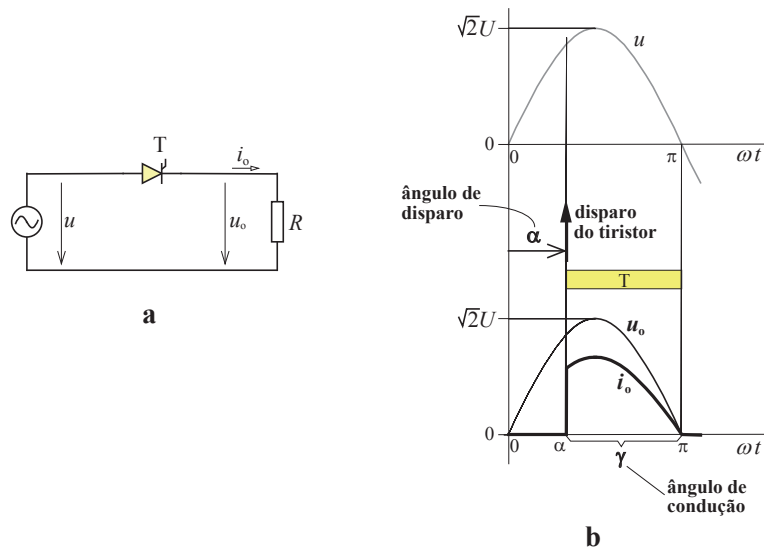 T
i_o
u
u_o
R
a
√2U
u
0
0
π
ωt
ângulo de
disparo
α
disparo
do tiristor
T
√2U
u_o
i_o
0
0
α
γ
π
ωt
ângulo de
condução
b